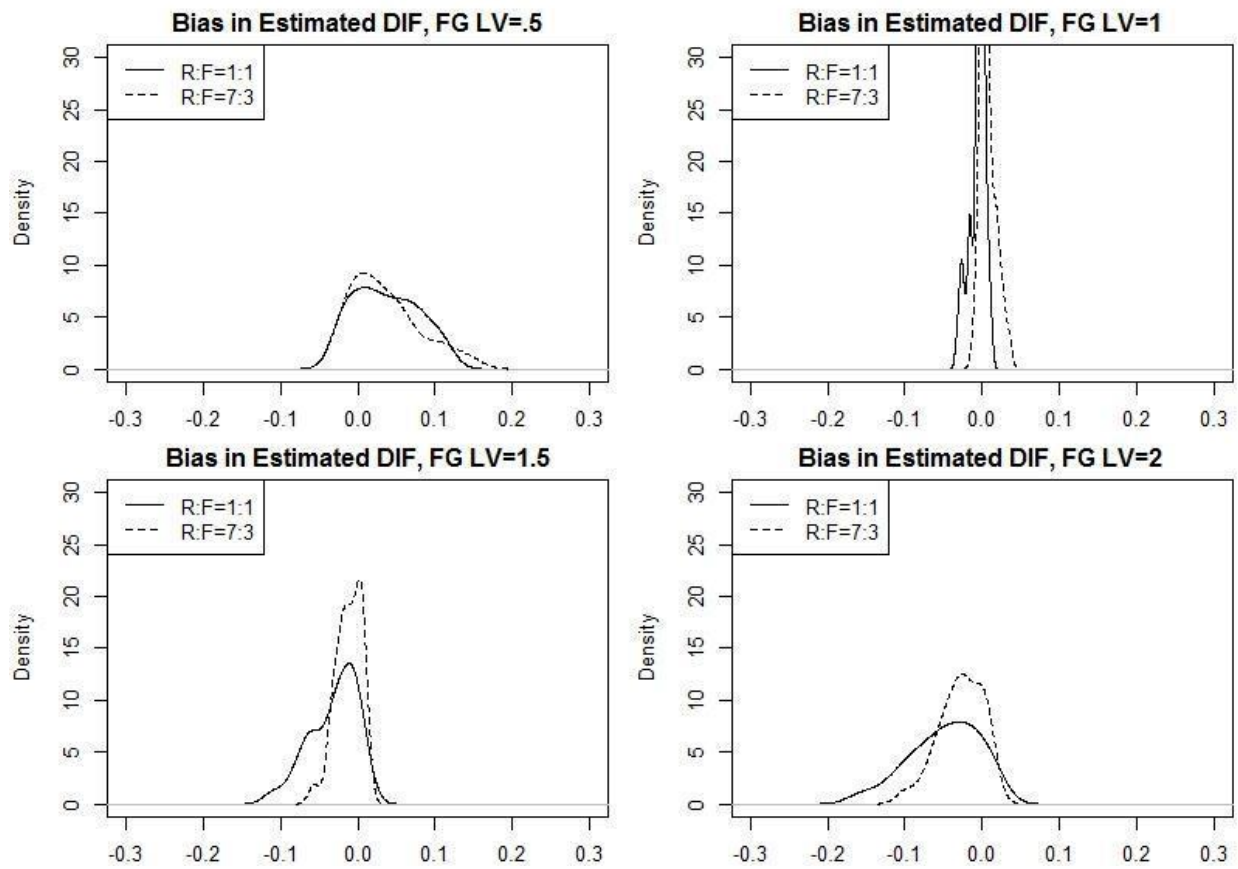 Bias in Estimated DIF, FG LV=.5
R:F=1:1
R:F=7:3
Density
30
25
20
15
10
5
0
-0.3 -0.2 -0.1 0.0 0.1 0.2 0.3
Bias in Estimated DIF, FG LV=1
R:F=1:1
R:F=7:3
Density
30
25
20
15
10
5
0
-0.3 -0.2 -0.1 0.0 0.1 0.2 0.3
Bias in Estimated DIF, FG LV=1.5
R:F=1:1
R:F=7:3
Density
30
25
20
15
10
5
0
-0.3 -0.2 -0.1 0.0 0.1 0.2 0.3
Bias in Estimated DIF, FG LV=2
R:F=1:1
R:F=7:3
Density
30
25
20
15
10
5
0
-0.3 -0.2 -0.1 0.0 0.1 0.2 0.3